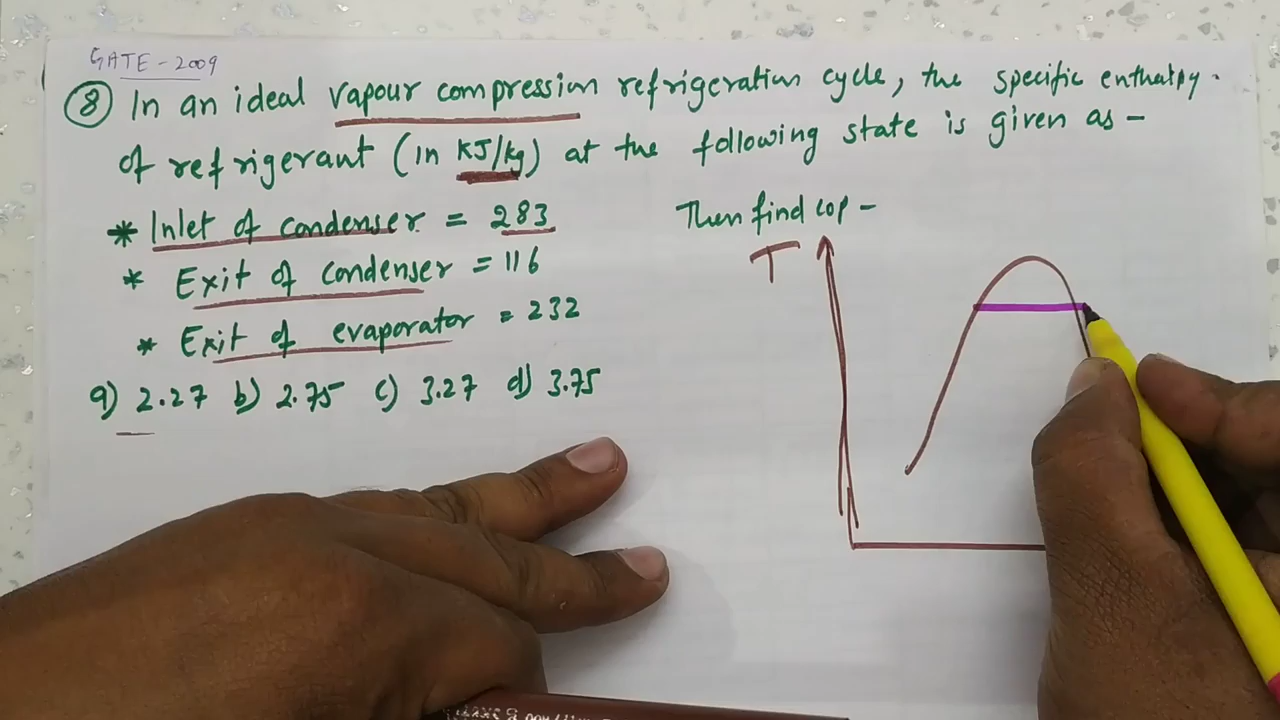 GATE-2009
⑧ In an ideal vapour compression refrigeration cycle, the specific enthalpy.
of refrigerant (in KJ/kg) at the following state is given as -
* Inlet of condenser. = 283
* Exit of condenser = 116
* Exit of evaporator = 232
a) 2.27 b) 2.75 c) 3.27 d) 3.75
Then find cop -
T